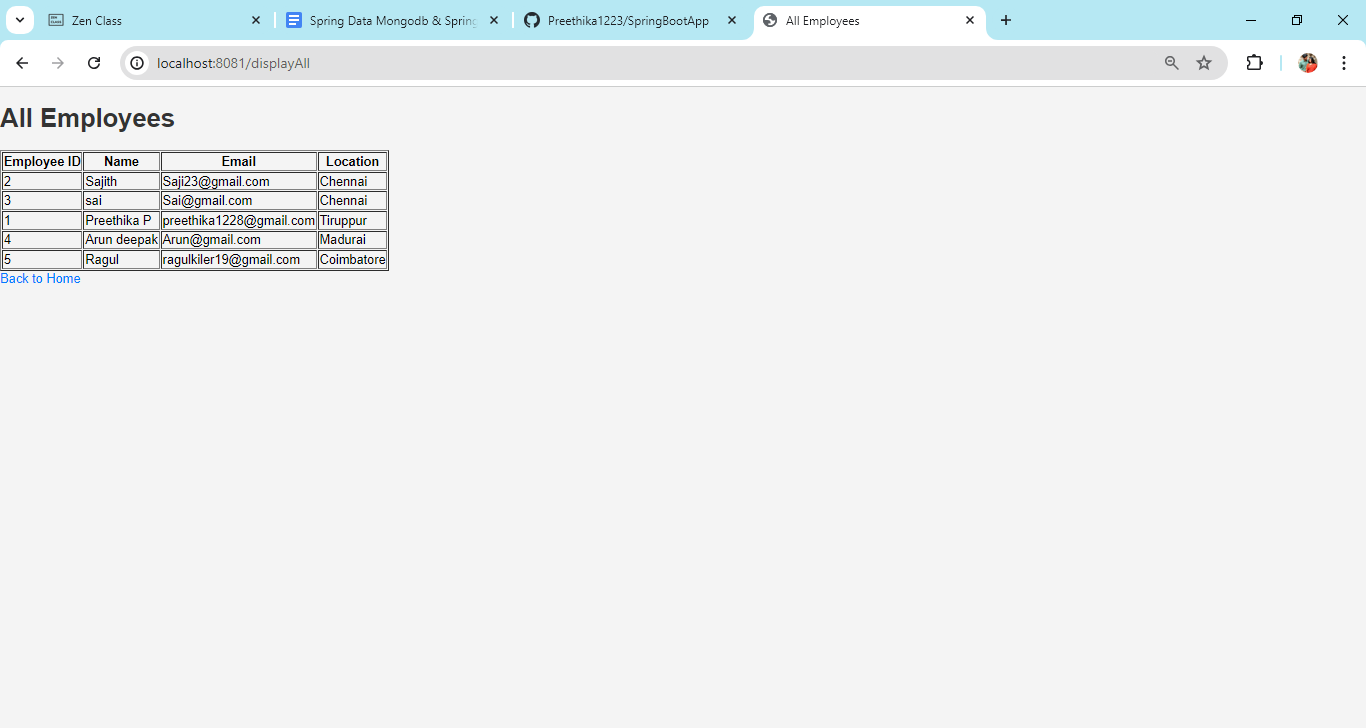 Zen Class
Spring Data Mongodb & Spring
Preethika1223/SpringBootApp
All Employees
localhost:8081/displayAll
All Employees
Employee ID Name Email Location
2 Sajith Saji23@gmail.com Chennai
3 sai Sai@gmail.com Chennai
1 Preethika P preethika1228@gmail.com Tiruppur
4 Arun deepak Arun@gmail.com Madurai
5 Ragul ragulkiler19@gmail.com Coimbatore
Back to Home